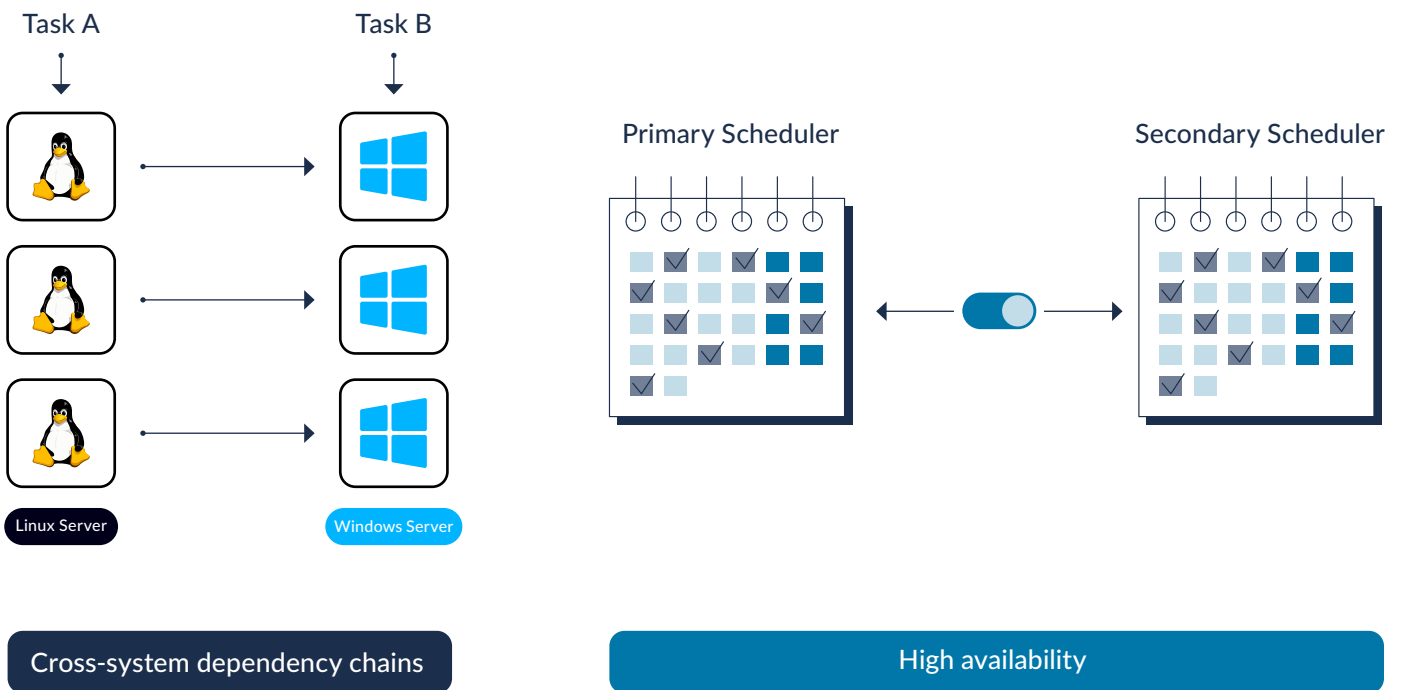 Task A
Task B
Linux Server
Windows Server
Cross-system dependency chains
Primary Scheduler
Secondary Scheduler
High availability